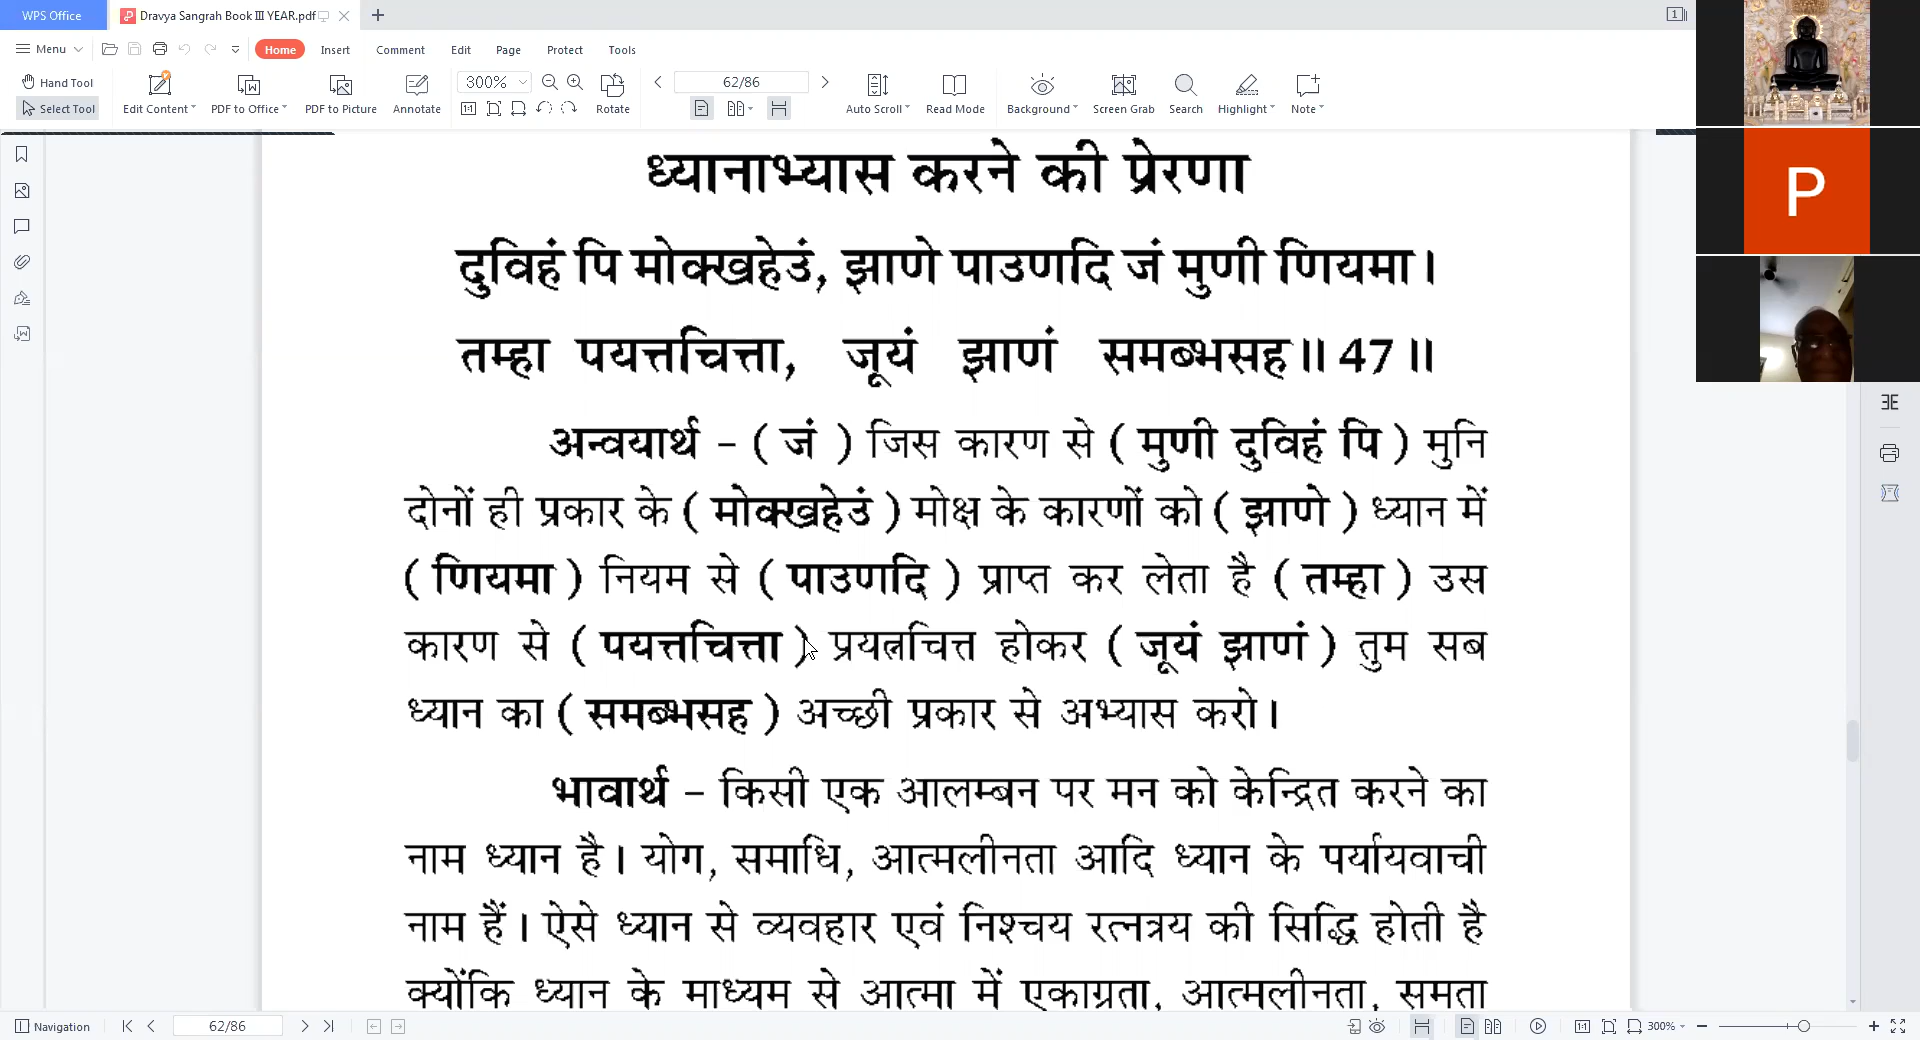 WPS Office
Dravya Sangrah Book III YEAR.pdf
1
Menu
Home Insert Comment Edit Page Protect Tools
Hand Tool
Select Tool
Edit Content
PDF to Office
PDF to Picture
Annotate
300%
Rotate
62/86
Auto Scroll
Read Mode
Background
Screen Grab
Search
Highlight
Note
P
ध्यानाभ्यास करने की प्रेरणा
दुविहं पि मोक्खहेउं, झाणे पाउणदि जं मुणी णियमा।
तम्हा पयत्तचित्ता, जूयं झाणं समब्भसह॥ 47॥
अन्वयार्थ – ( जं ) जिस कारण से ( मुणी दुविहं पि ) मुनि
दोनों ही प्रकार के ( मोक्खहेउं ) मोक्ष के कारणों को ( झाणे ) ध्यान में
( णियमा ) नियम से ( पाउणदि ) प्राप्त कर लेता है ( तम्हा ) उस
कारण से ( पयत्तचित्ता ) प्रयत्नचित्त होकर ( जूयं झाणं ) तुम सब
ध्यान का ( समब्भसह ) अच्छी प्रकार से अभ्यास करो।
भावार्थ – किसी एक आलम्बन पर मन को केन्द्रित करने का
नाम ध्यान है। योग, समाधि, आत्मलीनता आदि ध्यान के पर्यायवाची
नाम हैं। ऐसे ध्यान से व्यवहार एवं निश्चय रत्नत्रय की सिद्धि होती है
क्योंकि ध्यान के माध्यम से आत्मा में एकाग्रता, आत्मलीनता, समता
Navigation
62/86
300%